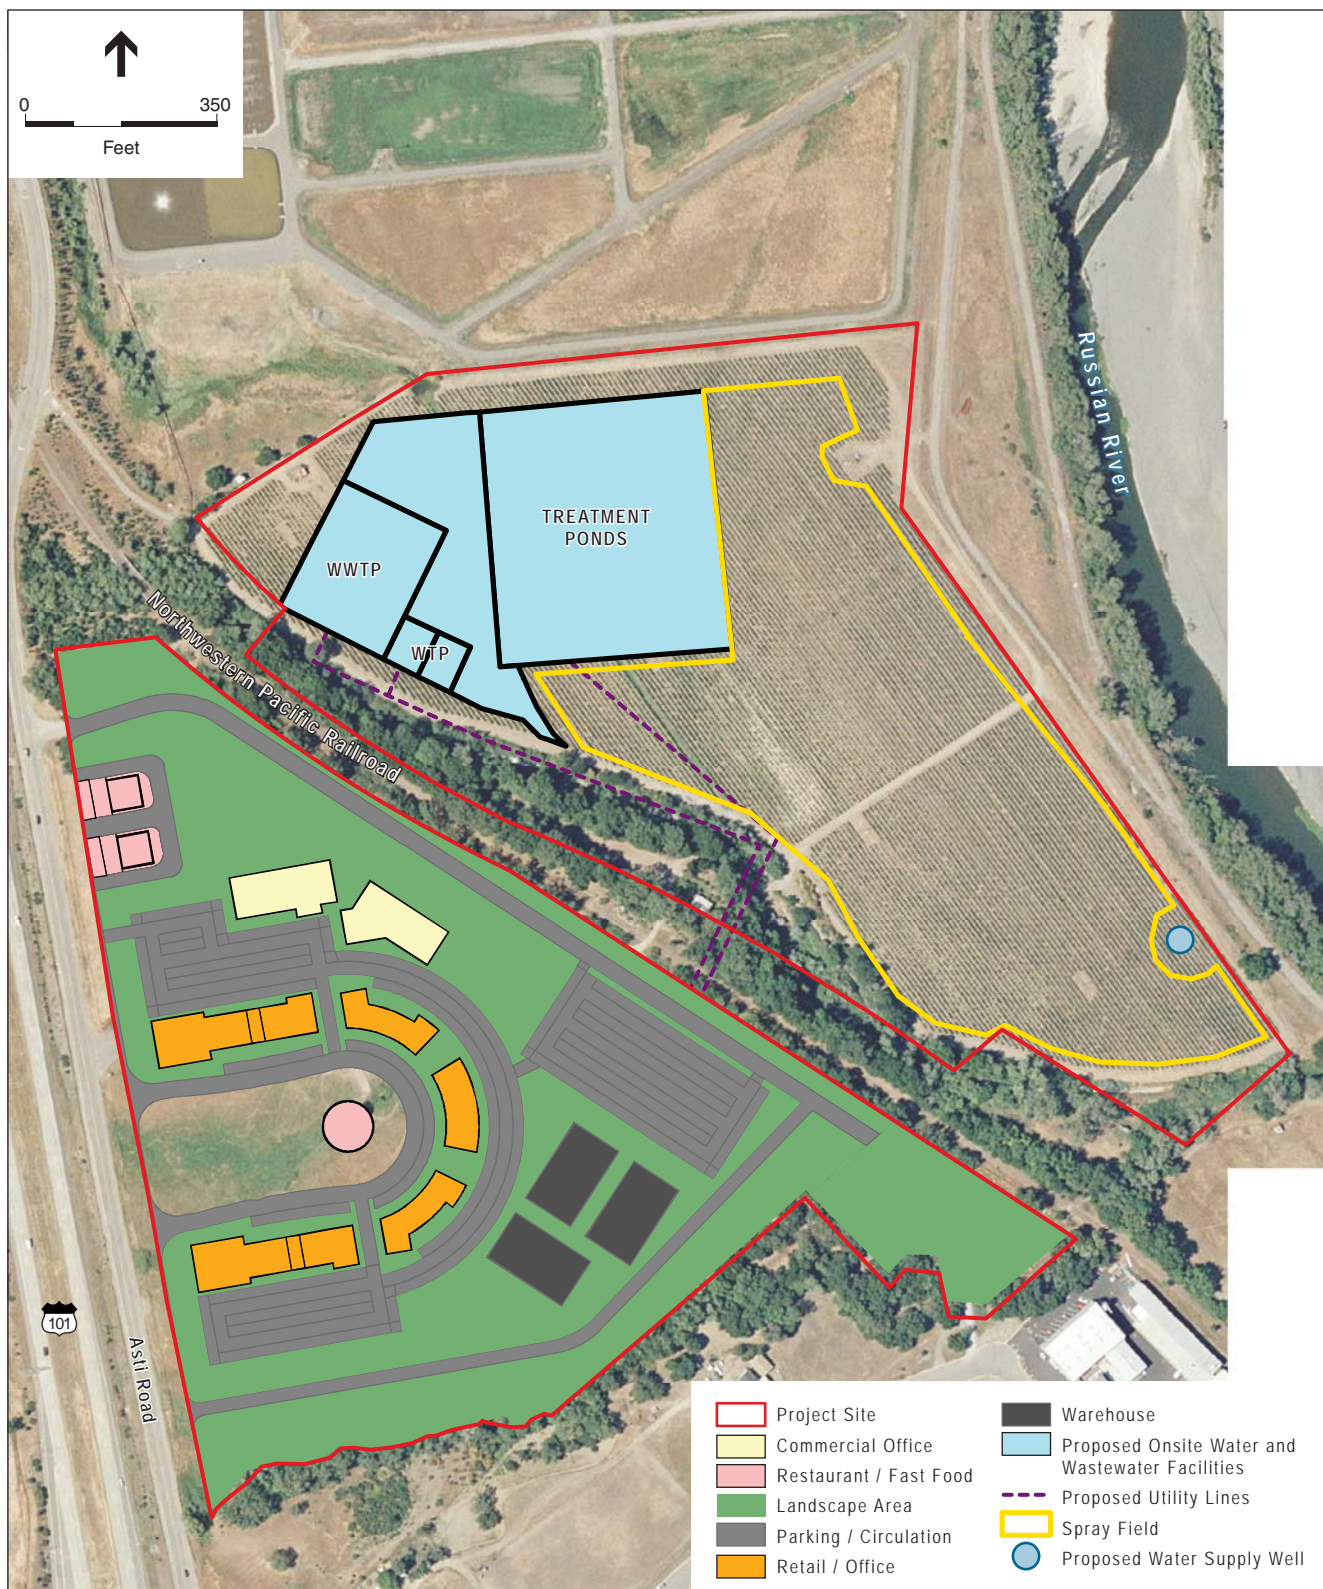 0
350
Feet
Russian River
TREATMENT
PONDS
WWTP
WTP
Northwestern Pacific Railroad
101
Asti Road
Project Site
Commercial Office
Restaurant / Fast Food
Landscape Area
Parking / Circulation
Retail / Office
Warehouse
Proposed Onsite Water and
Wastewater Facilities
Proposed Utility Lines
Spray Field
Proposed Water Supply Well